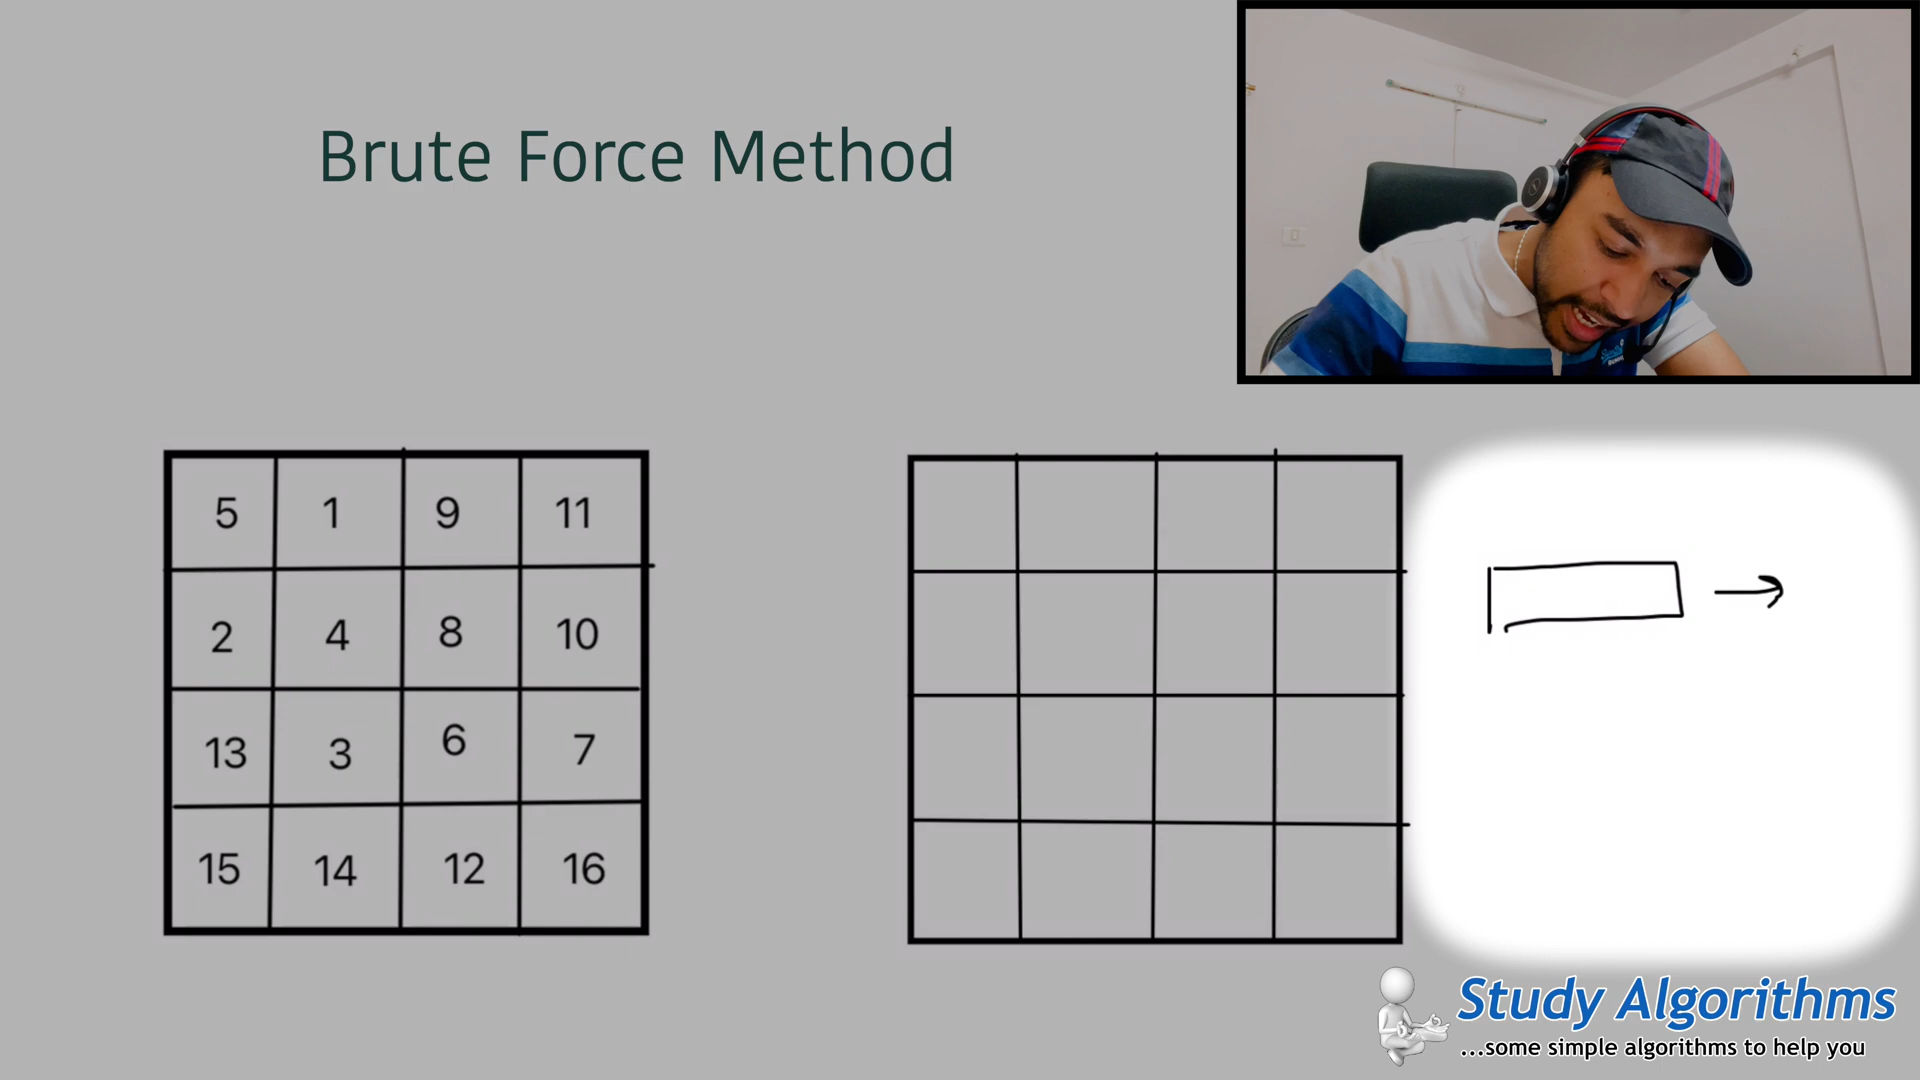 Brute Force Method
5 1 9 11
2 4 8 10
13 3 6 7
15 14 12 16
Study Algorithms
...some simple algorithms to help you